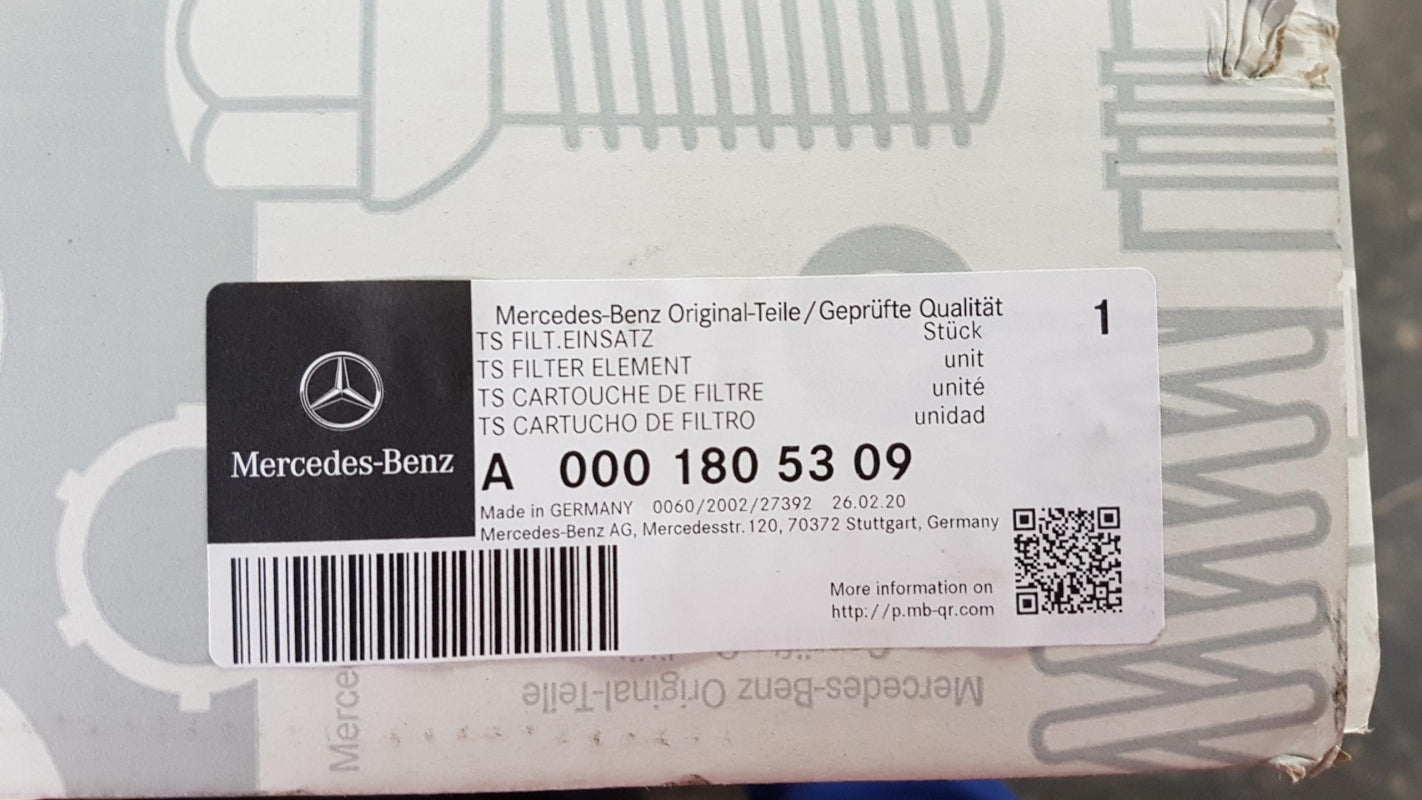 Mercedes-Benz Original-Teile/Geprüfte Qualität 1
TS FILT.EINSATZ Stück
TS FILTER ELEMENT unit
TS CARTOUCHE DE FILTRE unité
TS CARTUCHO DE FILTRO unidad
Mercedes-Benz
A 000 180 53 09
Made in GERMANY 0060/2002/27392 26.02.20
Mercedes-Benz AG, Mercedesstr. 120, 70372 Stuttgart, Germany
More information on
http://p.mb-qr.com
Mercedes-Benz Original-Teile